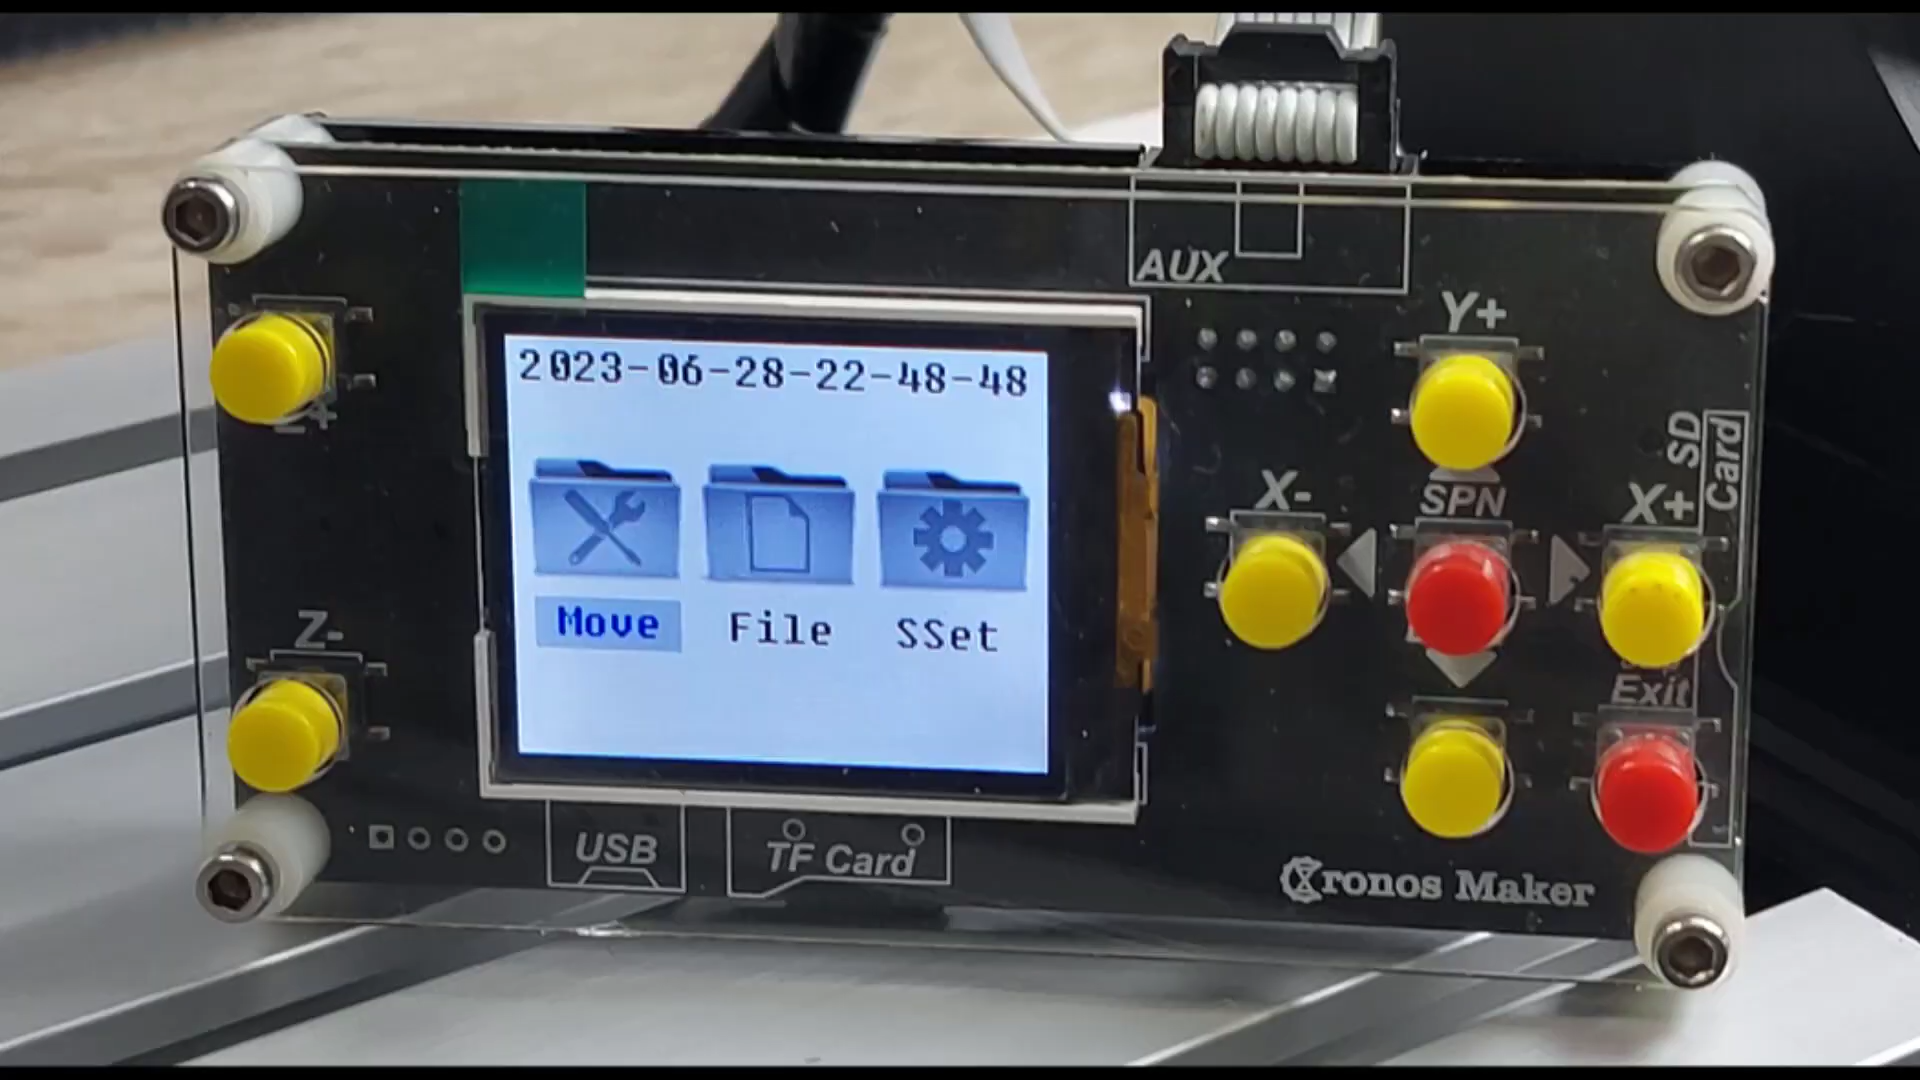 AUX
Y+
2023-06-28-22-48-48
SD
Card
X-
SPN
X+
Z+
Move
File
SSet
Z-
Exit
USB
TF Card
Kronos Maker